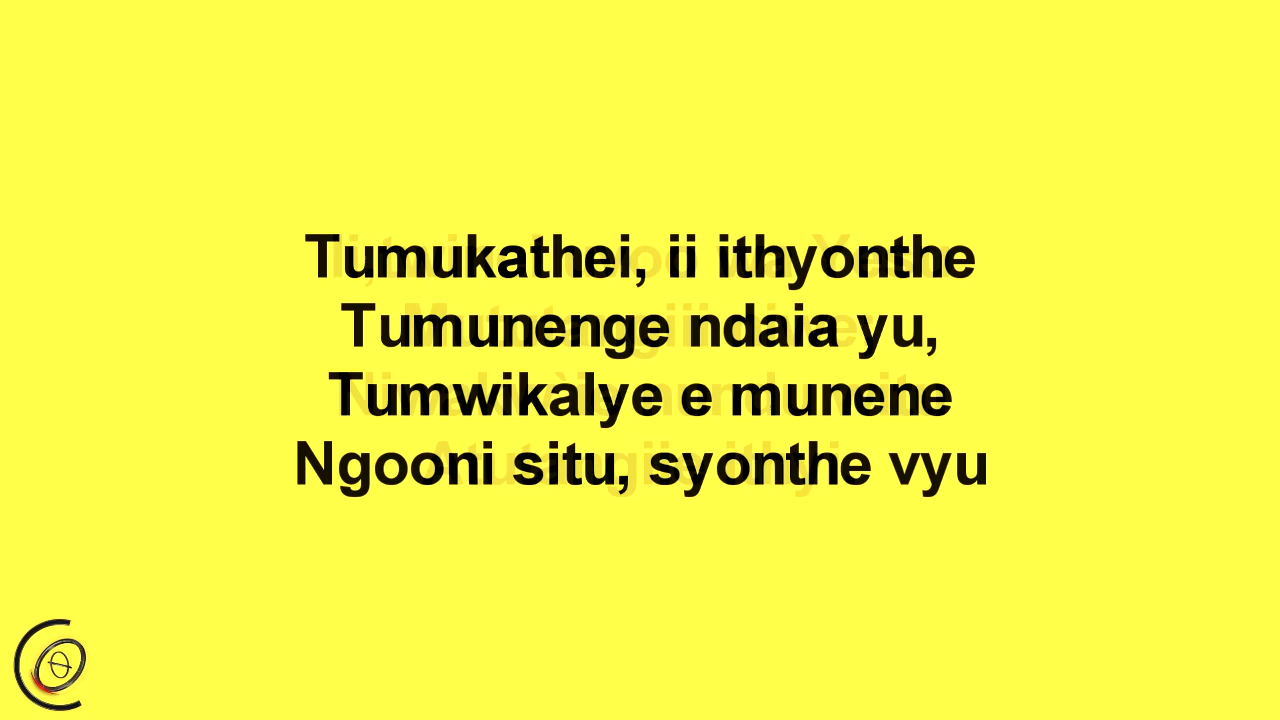 Tumukathei, ii ithyonthe
Tumunenge ndaia yu,
Tumwikalye e munene
Ngooni situ, syonthe vyu